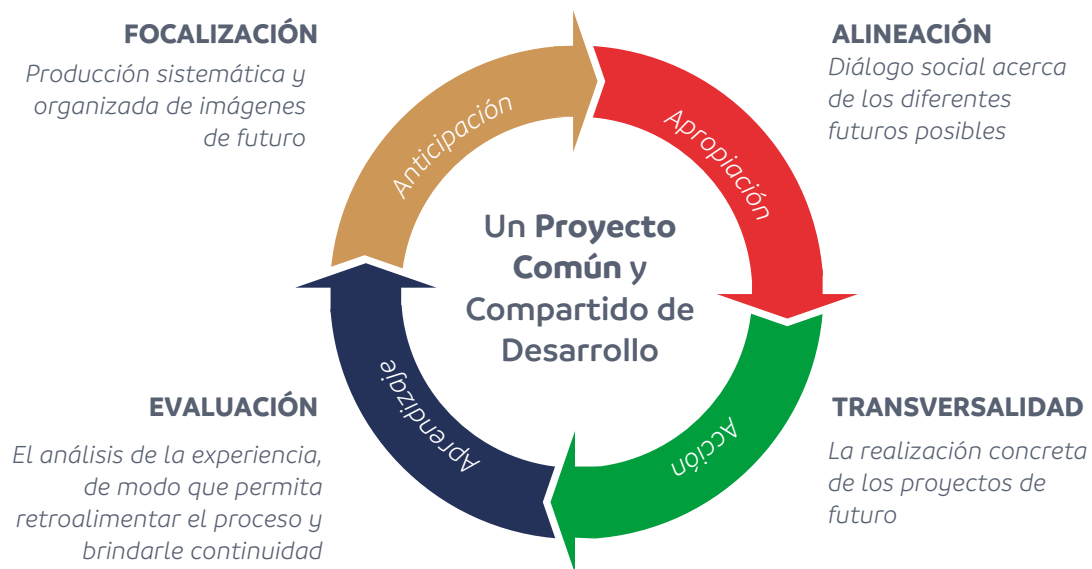 FOCALIZACIÓN
Producción sistemática y
organizada de imágenes
de futuro
Anticipación
ALINEACIÓN
Diálogo social acerca
de los diferentes
futuros posibles
Apropiación
Un Proyecto
Común y
Compartido de
Desarrollo
EVALUACIÓN
El análisis de la experiencia,
de modo que permita
retroalimentar el proceso y
brindarle continuidad
Aprendizaje
Acción
TRANSVERSALIDAD
La realización concreta
de los proyectos de
futuro